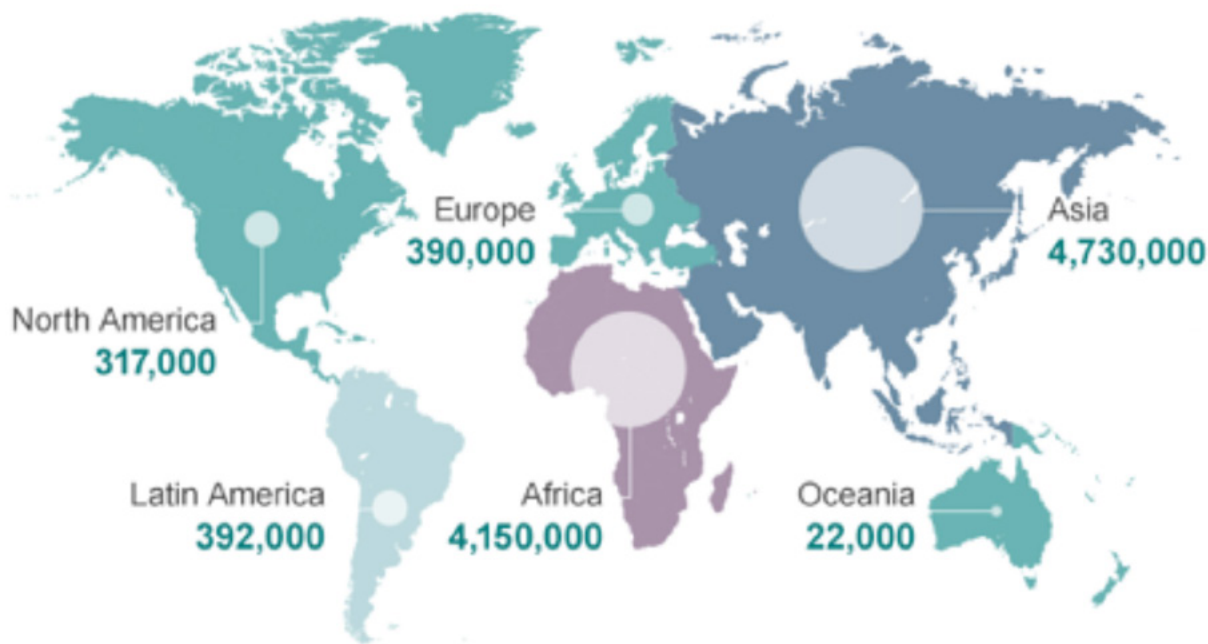 Europe
390,000
Asia
4,730,000
North America
317,000
Latin America
392,000
Africa
4,150,000
Oceania
22,000